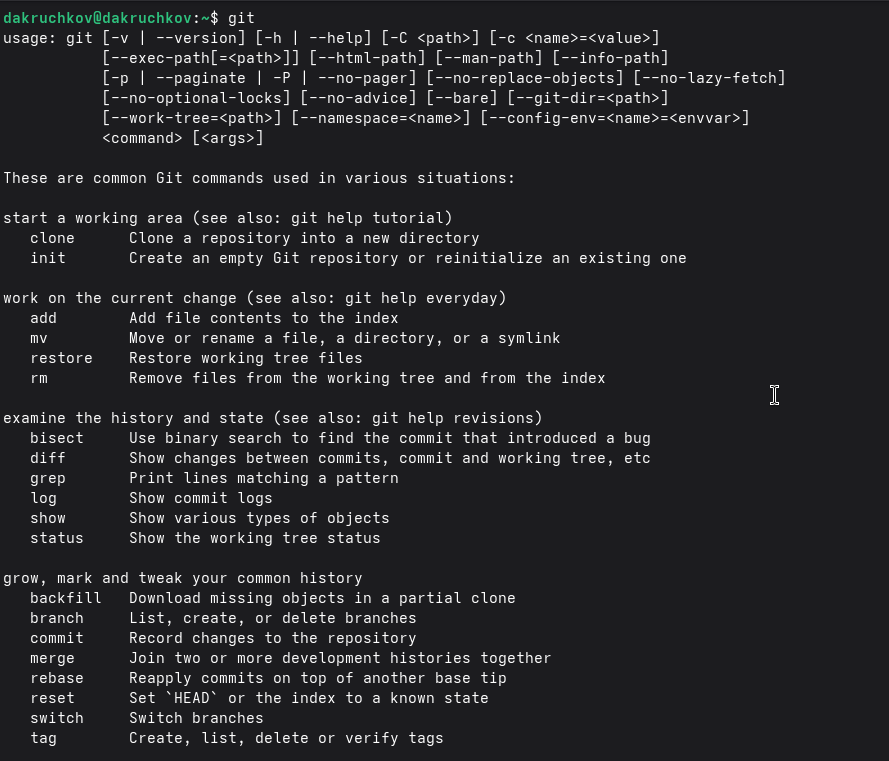 dakruchkov@dakruchkov:~$ git
usage: git [-v | --version] [-h | --help] [-C <path>] [-c <name>=<value>]
           [--exec-path[=<path>]] [--html-path] [--man-path] [--info-path]
           [-p | --paginate | -P | --no-pager] [--no-replace-objects] [--no-lazy-fetch]
           [--no-optional-locks] [--no-advice] [--bare] [--git-dir=<path>]
           [--work-tree=<path>] [--namespace=<name>] [--config-env=<name>=<envvar>]
           <command> [<args>]

These are common Git commands used in various situations:

start a working area (see also: git help tutorial)
   clone      Clone a repository into a new directory
   init       Create an empty Git repository or reinitialize an existing one

work on the current change (see also: git help everyday)
   add        Add file contents to the index
   mv         Move or rename a file, a directory, or a symlink
   restore    Restore working tree files
   rm         Remove files from the working tree and from the index

examine the history and state (see also: git help revisions)
   bisect     Use binary search to find the commit that introduced a bug
   diff       Show changes between commits, commit and working tree, etc
   grep       Print lines matching a pattern
   log        Show commit logs
   show       Show various types of objects
   status     Show the working tree status

grow, mark and tweak your common history
   backfill   Download missing objects in a partial clone
   branch     List, create, or delete branches
   commit     Record changes to the repository
   merge      Join two or more development histories together
   rebase     Reapply commits on top of another base tip
   reset      Set `HEAD` or the index to a known state
   switch     Switch branches
   tag        Create, list, delete or verify tags